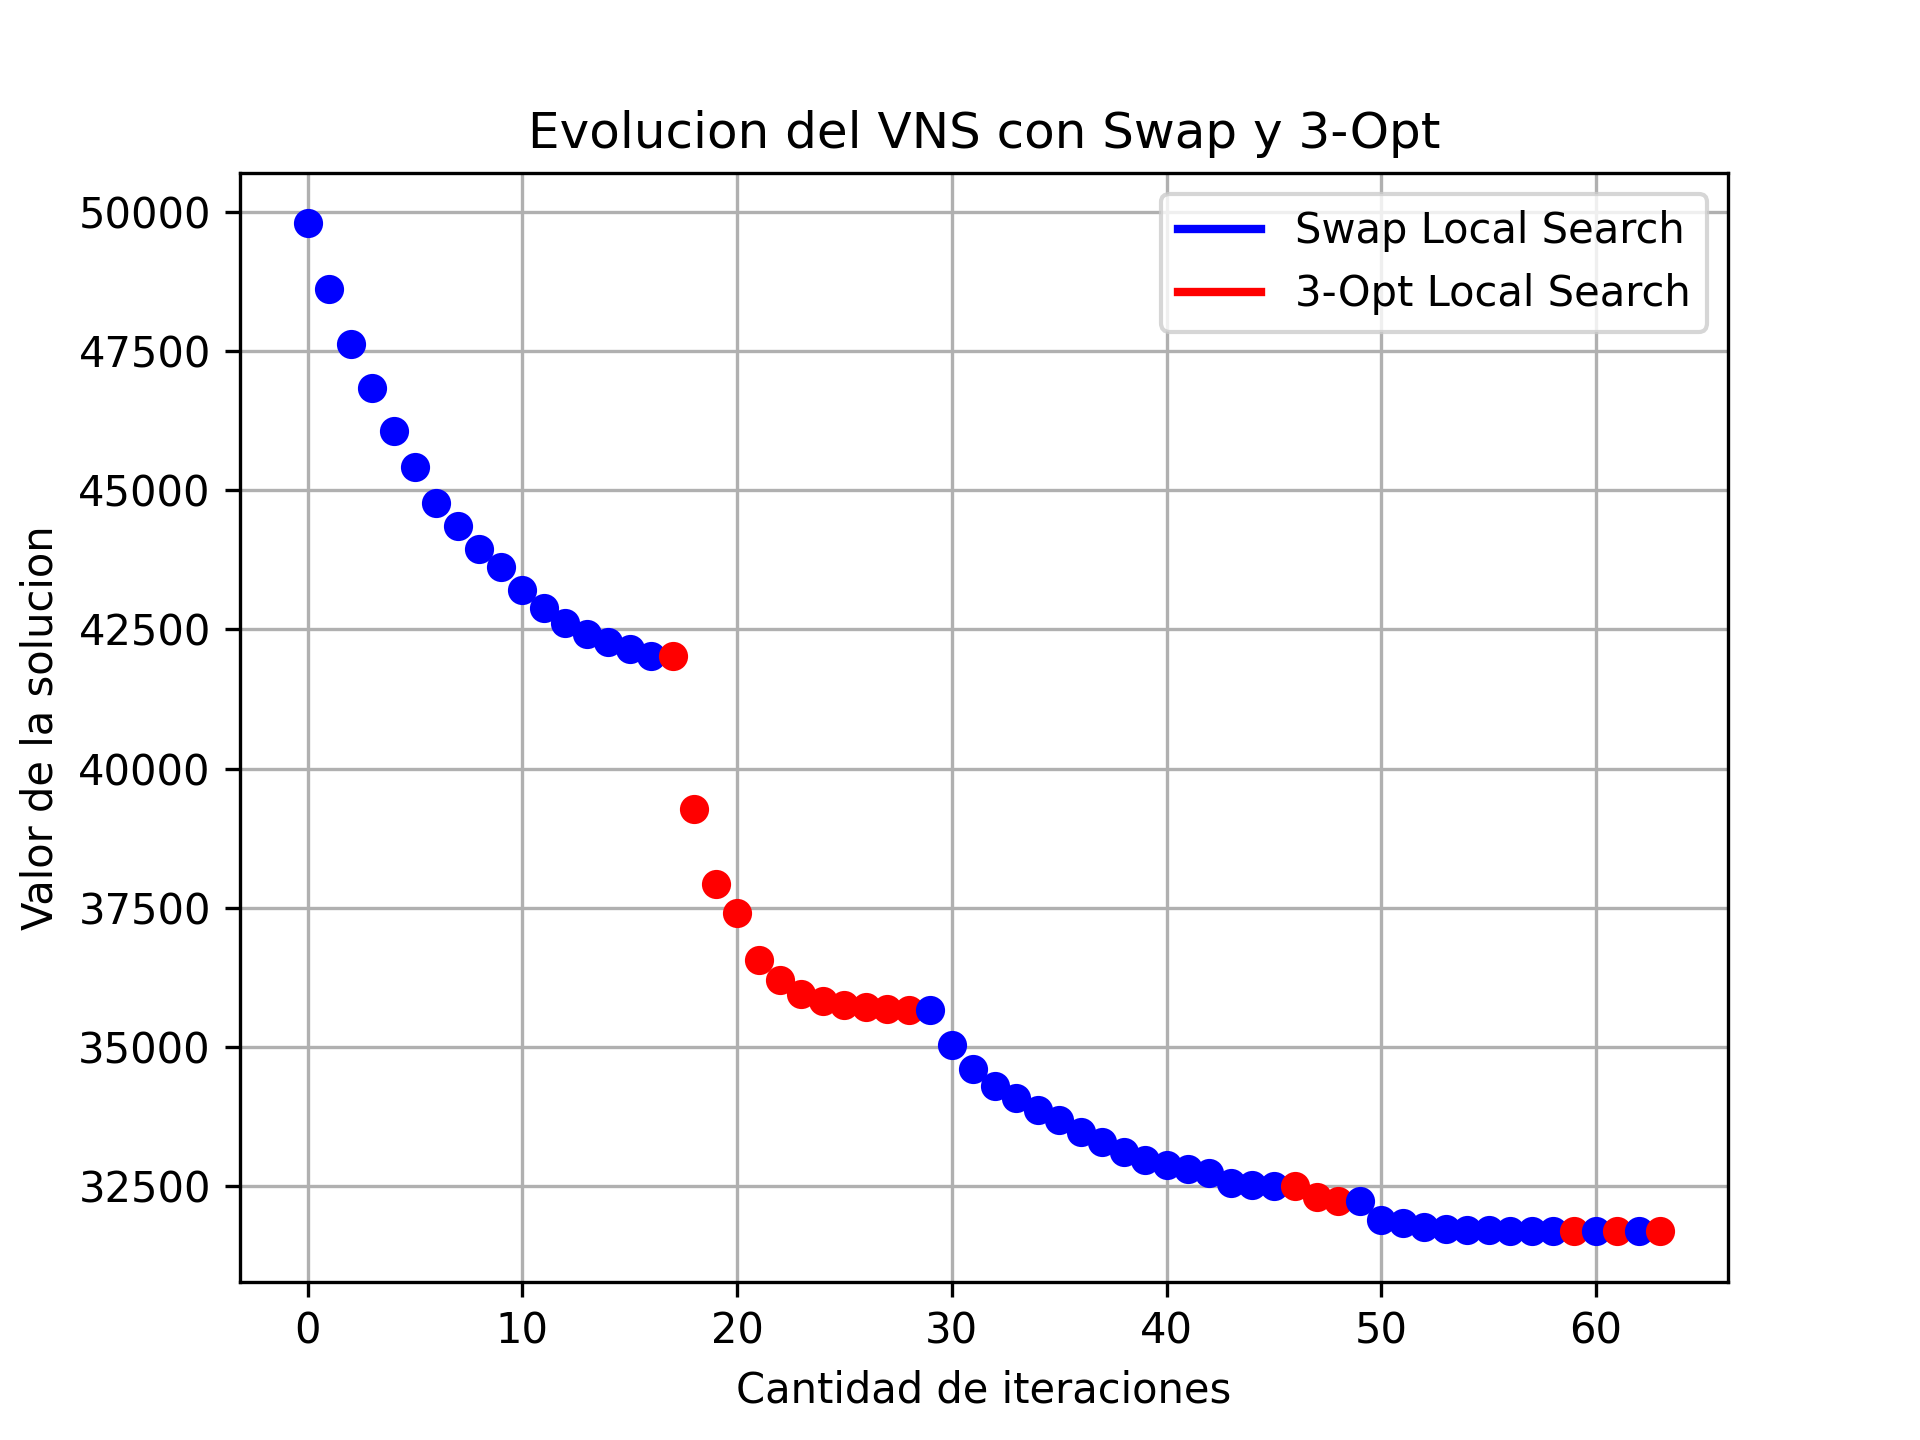 Evolucion del VNS con Swap y 3-Opt
Swap Local Search
3-Opt Local Search
Valor de la solucion
50000
47500
45000
42500
40000
37500
35000
32500
0 10 20 30 40 50 60
Cantidad de iteraciones